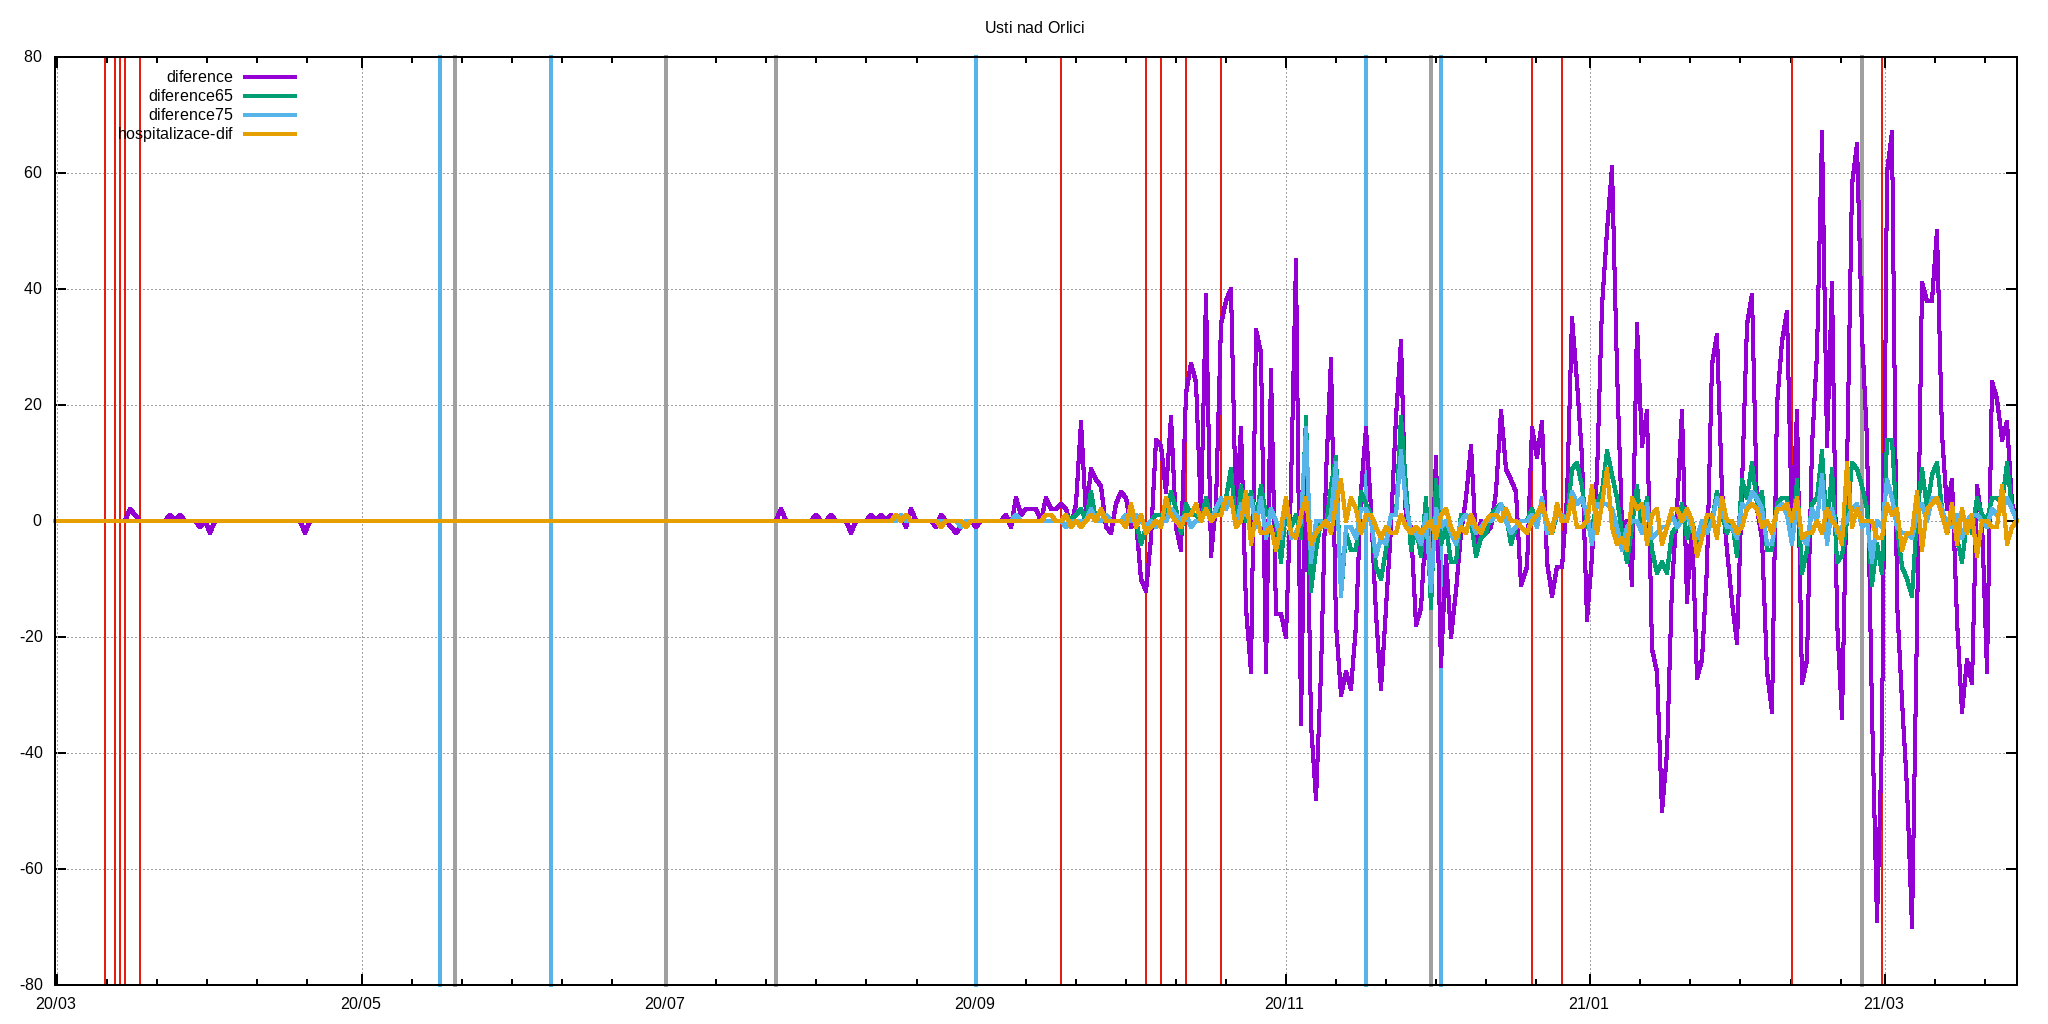 Usti nad Orlici
80
60
40
20
0
-20
-40
-60
-80
diference
diference65
diference75
hospitalizace-dif
20/03 20/05 20/07 20/09 20/11 21/01 21/03